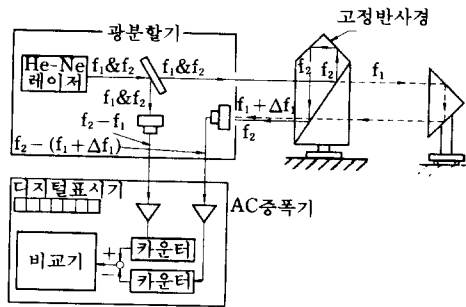 고정반사경
광분할기
He-Ne
레이저
f₁&f₂
f₁&f₂
f₁&f₂
f₂
f₂
f₁
f₁+Δf₁
f₂
f₂-f₁
f₂-(f₁+Δf₁)
디지털표시기
AC증폭기
비교기
+
-
카운터
카운터